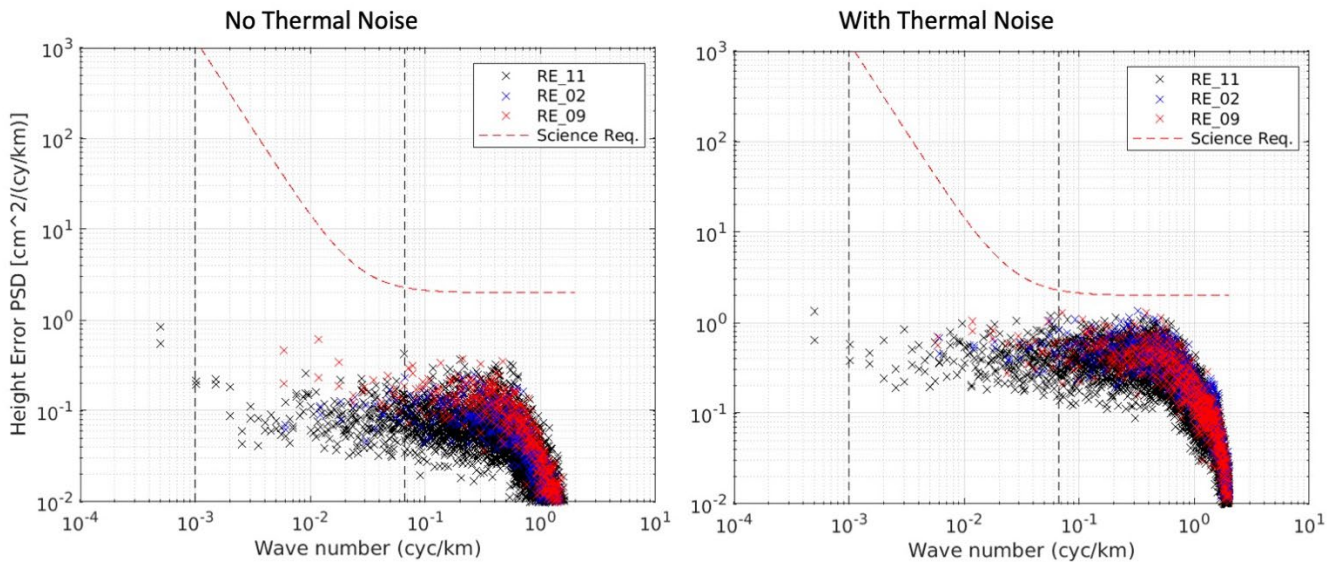 No Thermal Noise
Height Error PSD [cm^2/(cy/km)]
10^3
10^2
10^1
10^0
10^-1
10^-2
RE_11
RE_02
RE_09
Science Req.
10^-4 10^-3 10^-2 10^-1 10^0 10^1
Wave number (cyc/km)
With Thermal Noise
10^3
10^2
10^1
10^0
10^-1
10^-2
RE_11
RE_02
RE_09
Science Req.
10^-4 10^-3 10^-2 10^-1 10^0 10^1
Wave number (cyc/km)